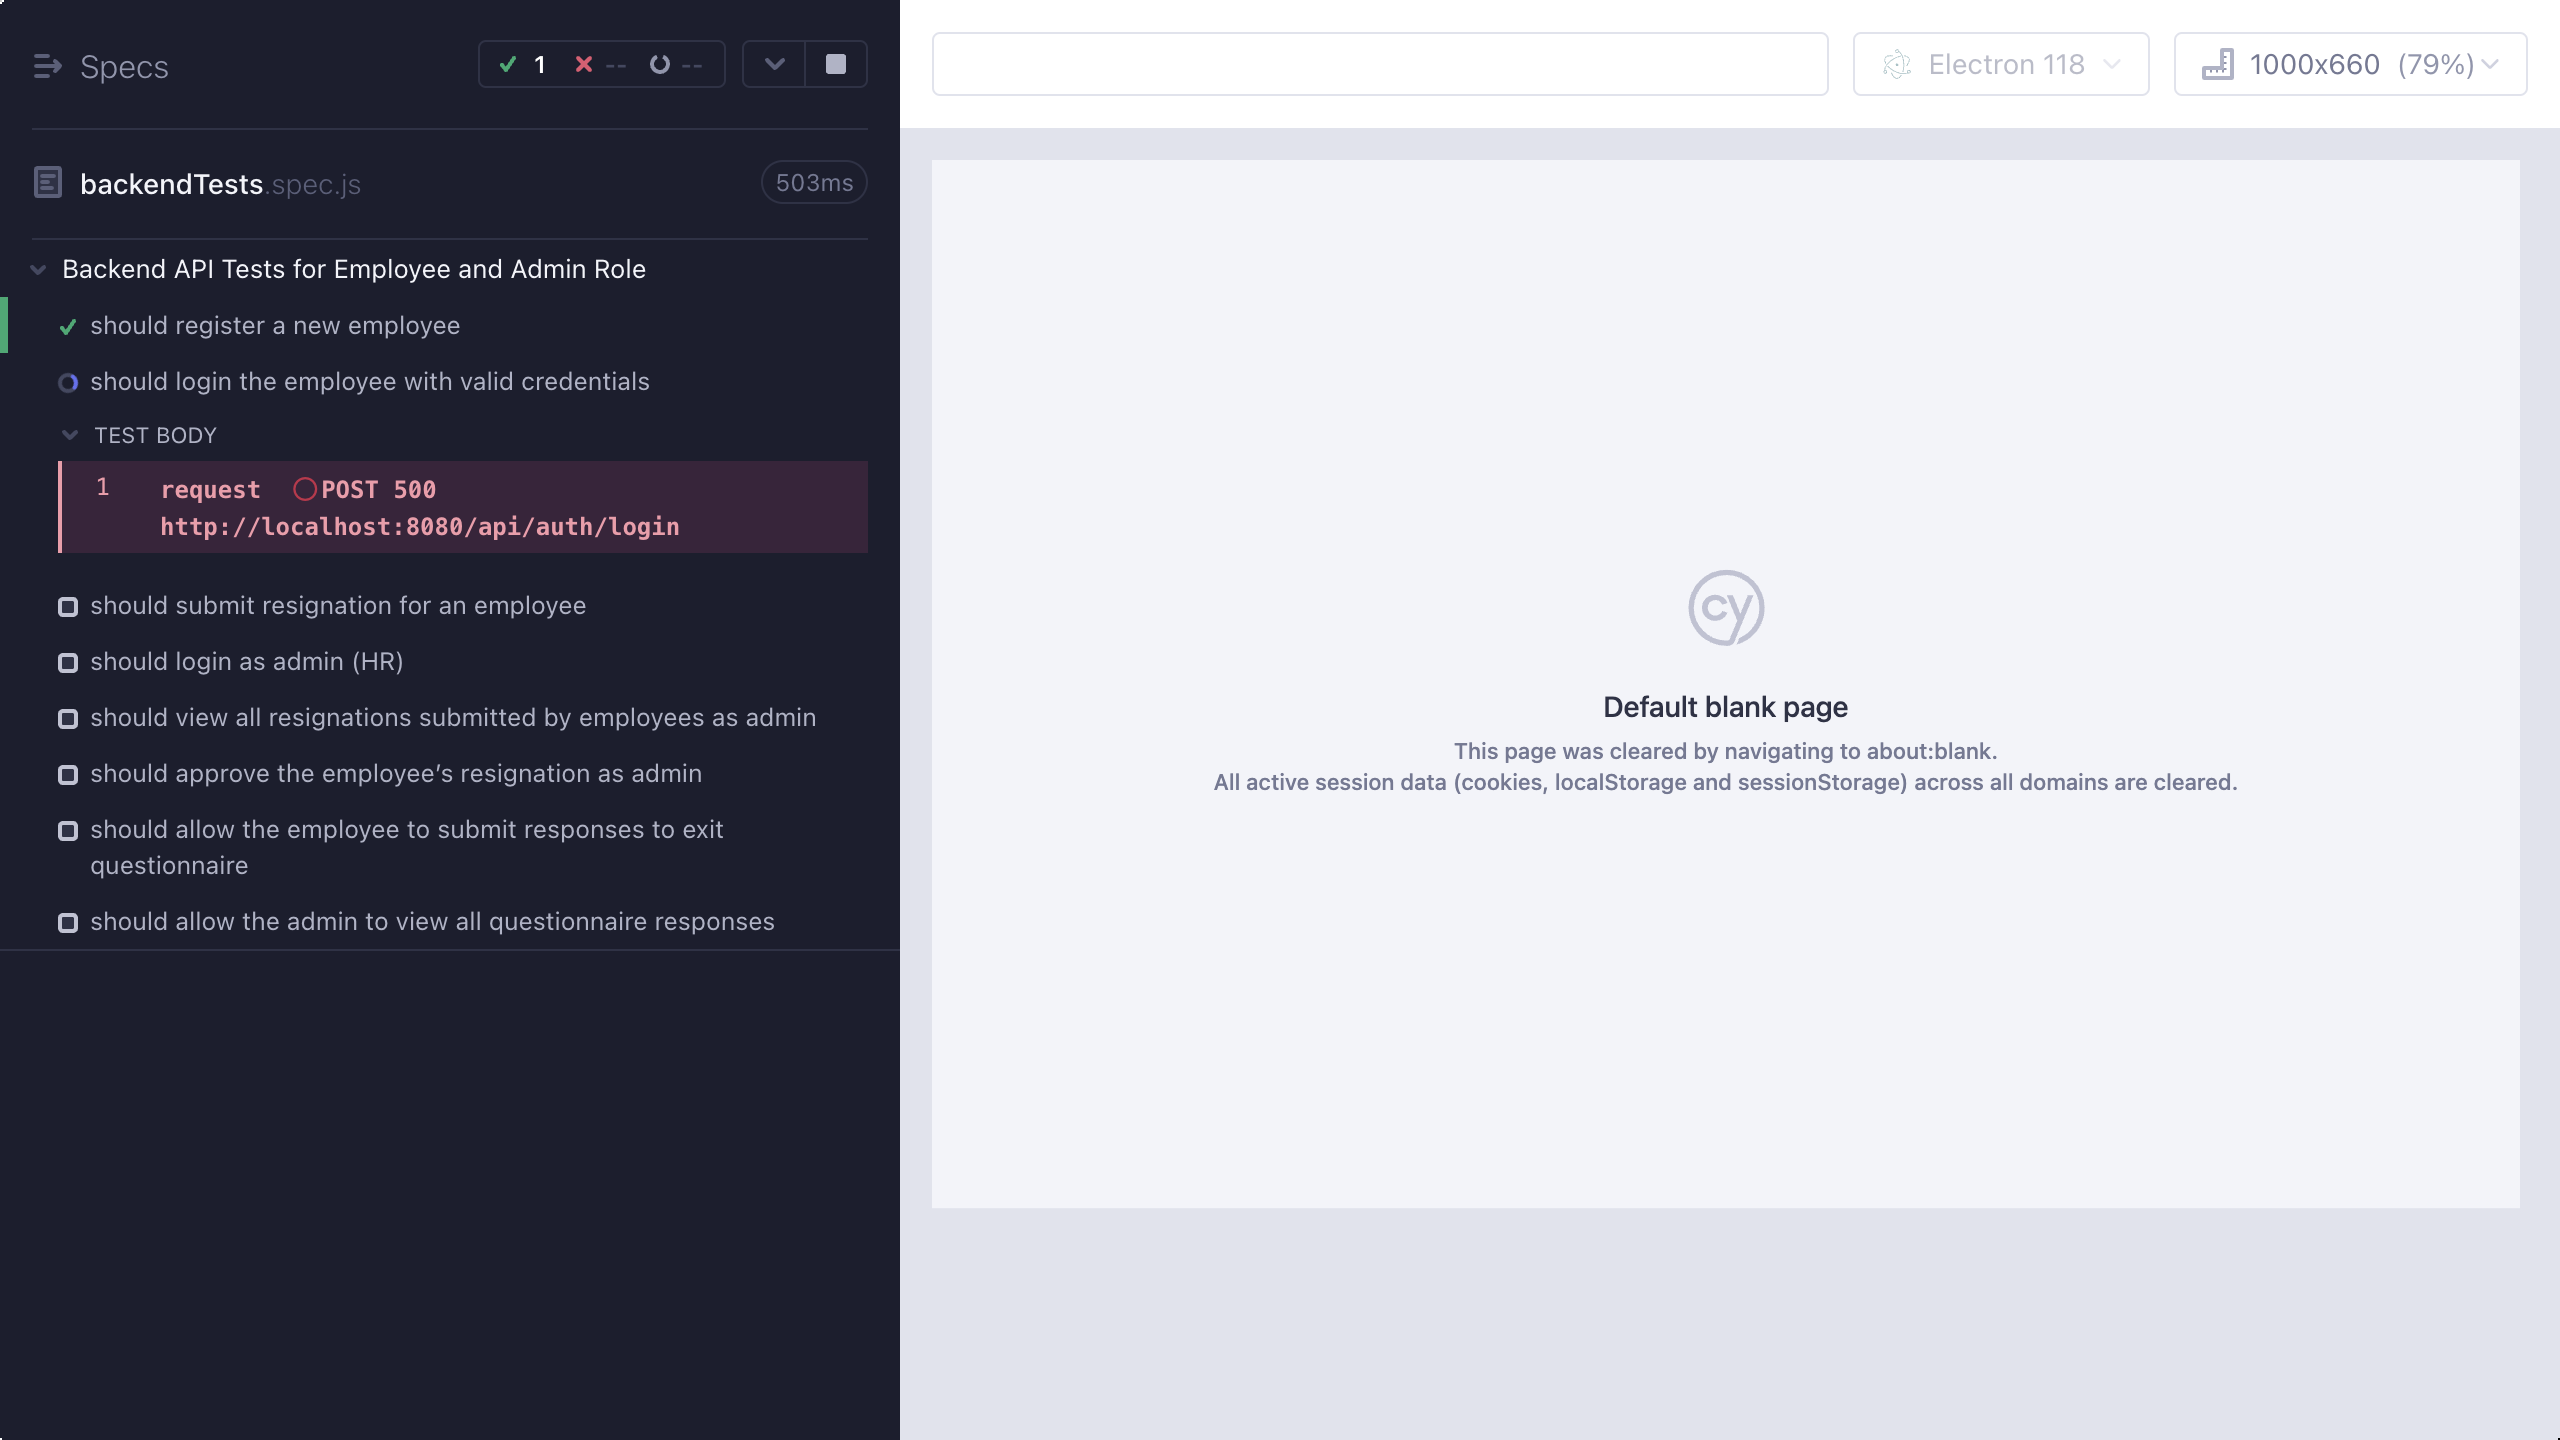 Specs
1 -- --
backendTests.spec.js
503ms
Backend API Tests for Employee and Admin Role
should register a new employee
should login the employee with valid credentials
TEST BODY
1 request POST 500
http://localhost:8080/api/auth/login
should submit resignation for an employee
should login as admin (HR)
should view all resignations submitted by employees as admin
should approve the employee’s resignation as admin
should allow the employee to submit responses to exit
questionnaire
should allow the admin to view all questionnaire responses
Electron 118
1000x660 (79%)
cy
Default blank page
This page was cleared by navigating to about:blank.
All active session data (cookies, localStorage and sessionStorage) across all domains are cleared.